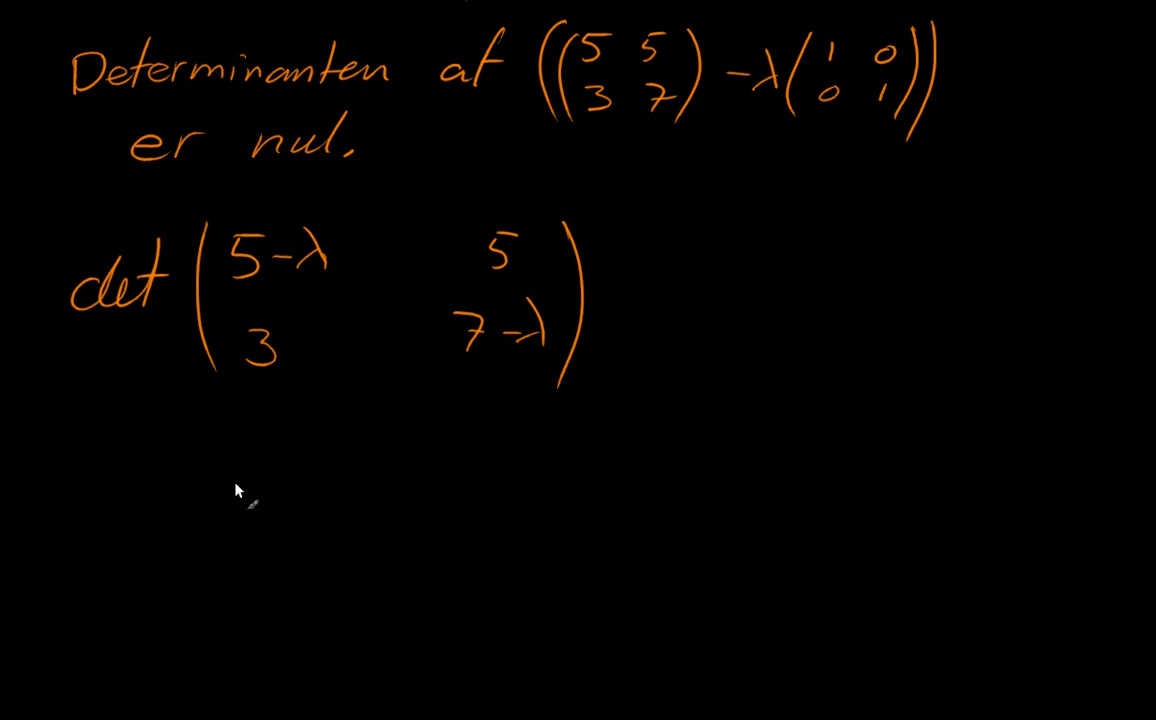 Determinanten af ((5 5 3 7) - λ(1 0 0 1))
er nul.
det (5-λ 5
3 7-λ)